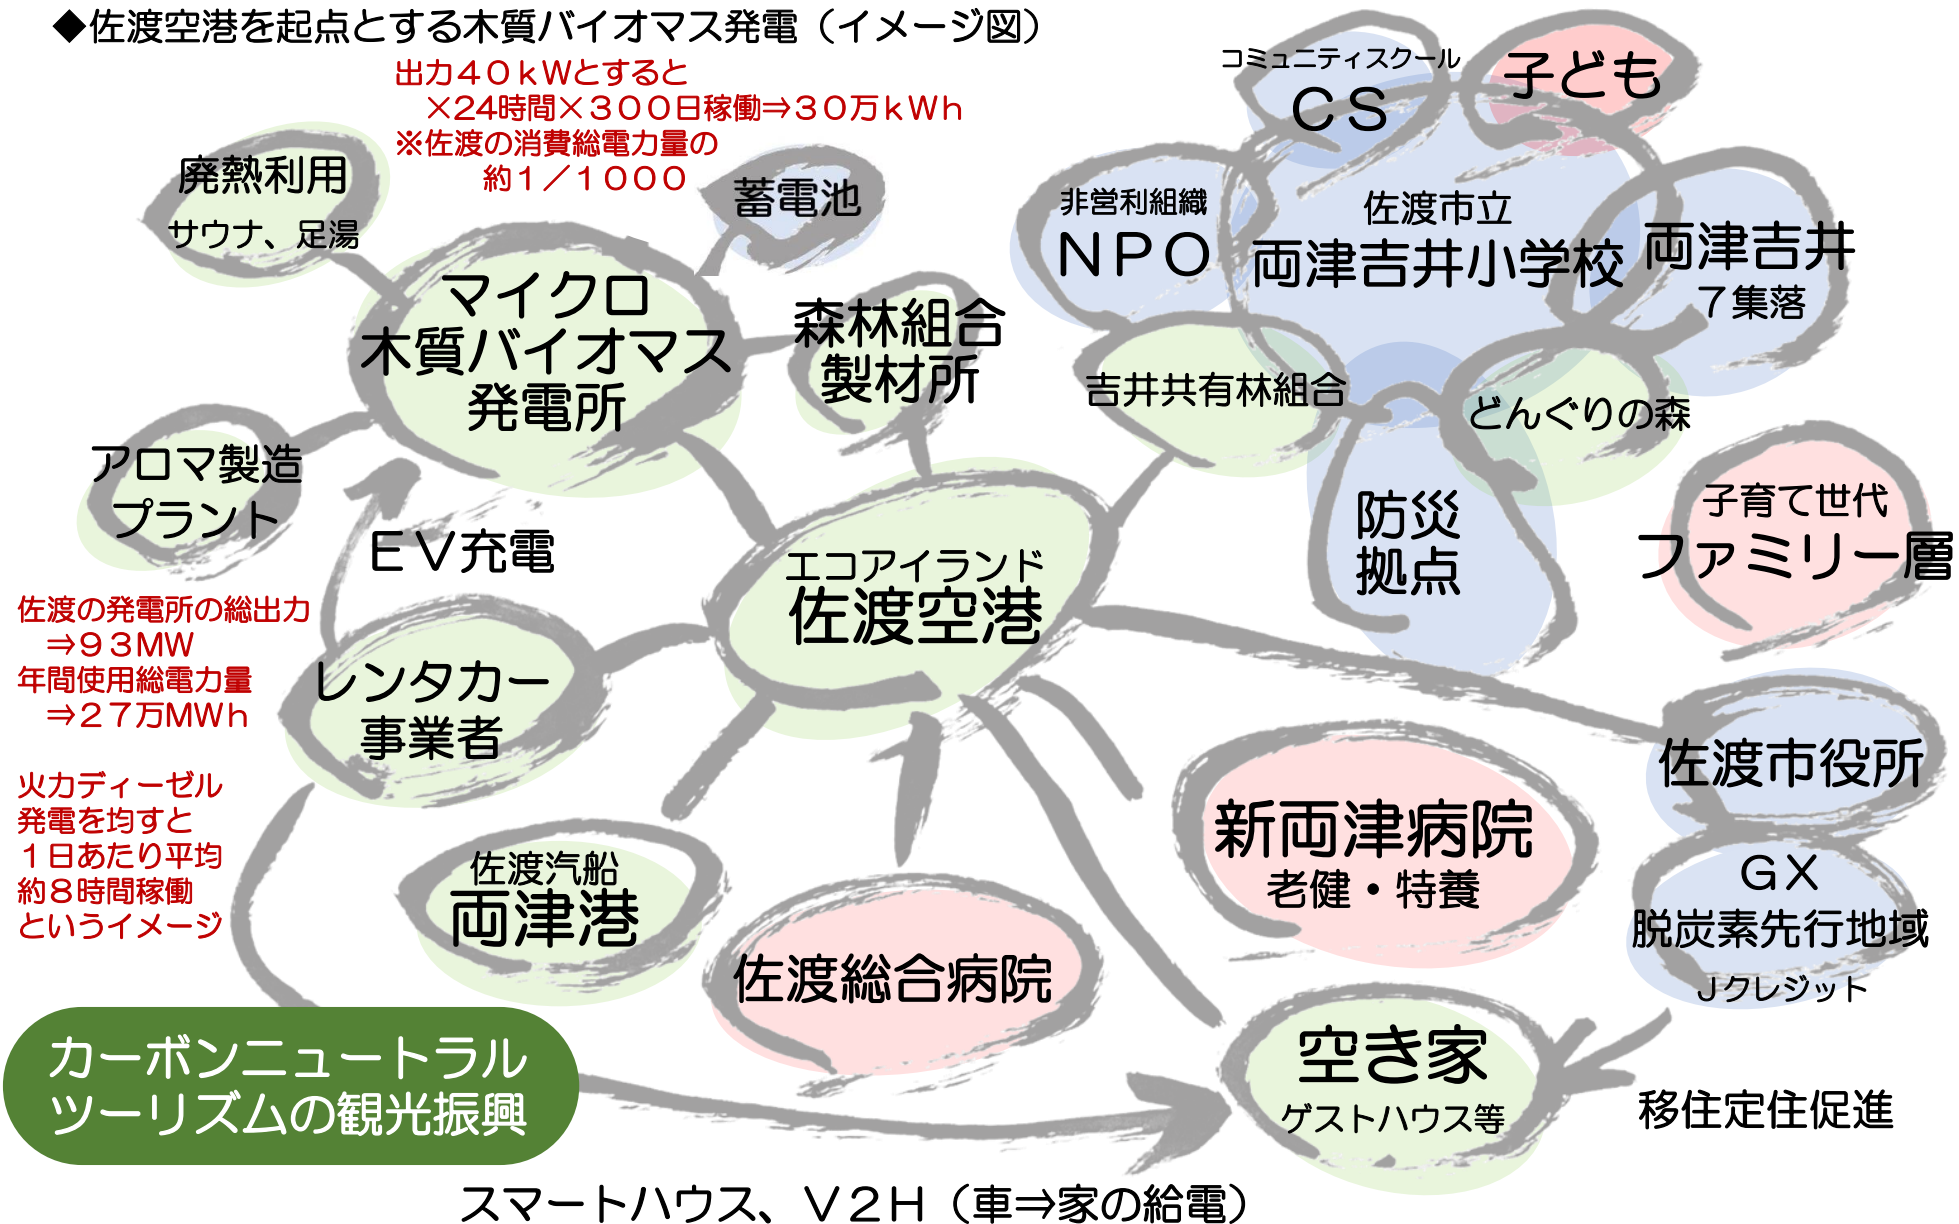 ◆佐渡空港を起点とする木質バイオマス発電（イメージ図）
出力４０ｋＷとすると
×24時間×３００日稼働⇒３０万ｋＷｈ
※佐渡の消費総電力量の
約１／１０００
廃熱利用
サウナ、足湯
蓄電池
マイクロ
木質バイオマス
発電所
森林組合
製材所
アロマ製造
プラント
ＥＶ充電
コミュニティスクール
ＣＳ
子ども
非営利組織
ＮＰＯ
佐渡市立
両津吉井小学校
両津吉井
７集落
吉井共有林組合
どんぐりの森
防災
拠点
子育て世代
ファミリー層
エコアイランド
佐渡空港
佐渡の発電所の総出力
⇒９３MW
年間使用総電力量
⇒２７万MWｈ
火力ディーゼル
発電を均すと
１日あたり平均
約８時間稼働
というイメージ
レンタカー
事業者
佐渡汽船
両津港
佐渡総合病院
新両津病院
老健・特養
佐渡市役所
ＧＸ
脱炭素先行地域
Ｊクレジット
空き家
ゲストハウス等
移住定住促進
カーボンニュートラル
ツーリズムの観光振興
スマートハウス、Ｖ２Ｈ（車⇒家の給電）